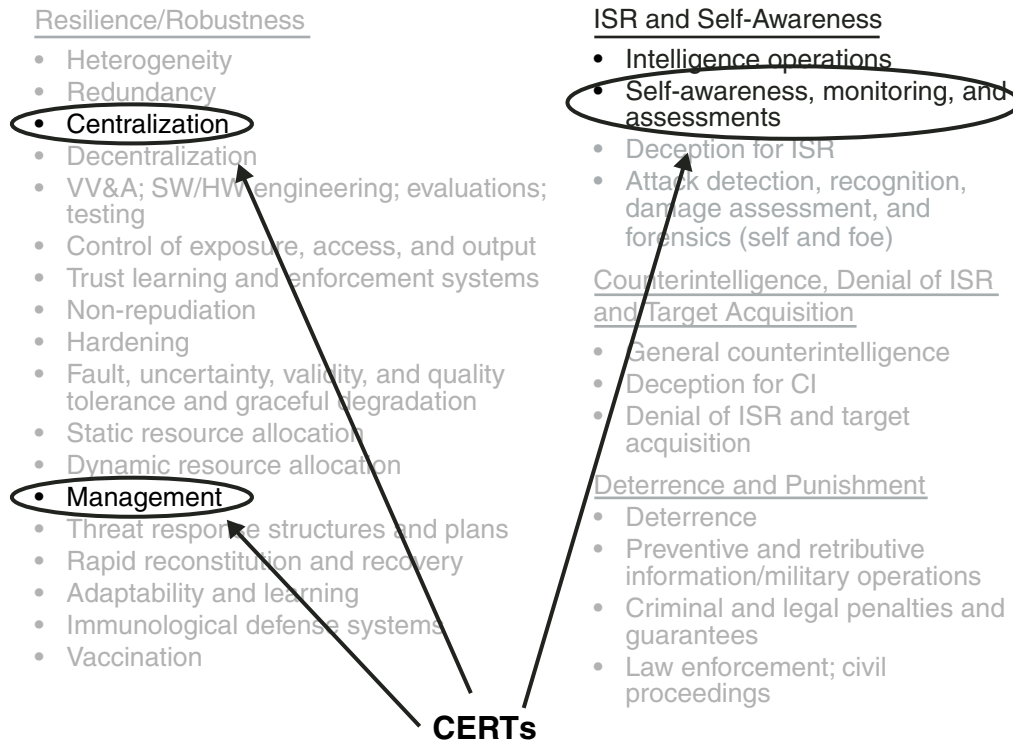 Resilience/Robustness
• Heterogeneity
• Redundancy
• Centralization
• Decentralization
• VV&A; SW/HW engineering; evaluations;
testing
• Control of exposure, access, and output
• Trust learning and enforcement systems
• Non-repudiation
• Hardening
• Fault, uncertainty, validity, and quality
tolerance and graceful degradation
• Static resource allocation
• Dynamic resource allocation
• Management
• Threat response structures and plans
• Rapid reconstitution and recovery
• Adaptability and learning
• Immunological defense systems
• Vaccination
ISR and Self-Awareness
• Intelligence operations
• Self-awareness, monitoring, and
assessments
• Deception for ISR
• Attack detection, recognition,
damage assessment, and
forensics (self and foe)
Counterintelligence, Denial of ISR
and Target Acquisition
• General counterintelligence
• Deception for CI
• Denial of ISR and target
acquisition
Deterrence and Punishment
• Deterrence
• Preventive and retributive
information/military operations
• Criminal and legal penalties and
guarantees
• Law enforcement; civil
proceedings
CERTs